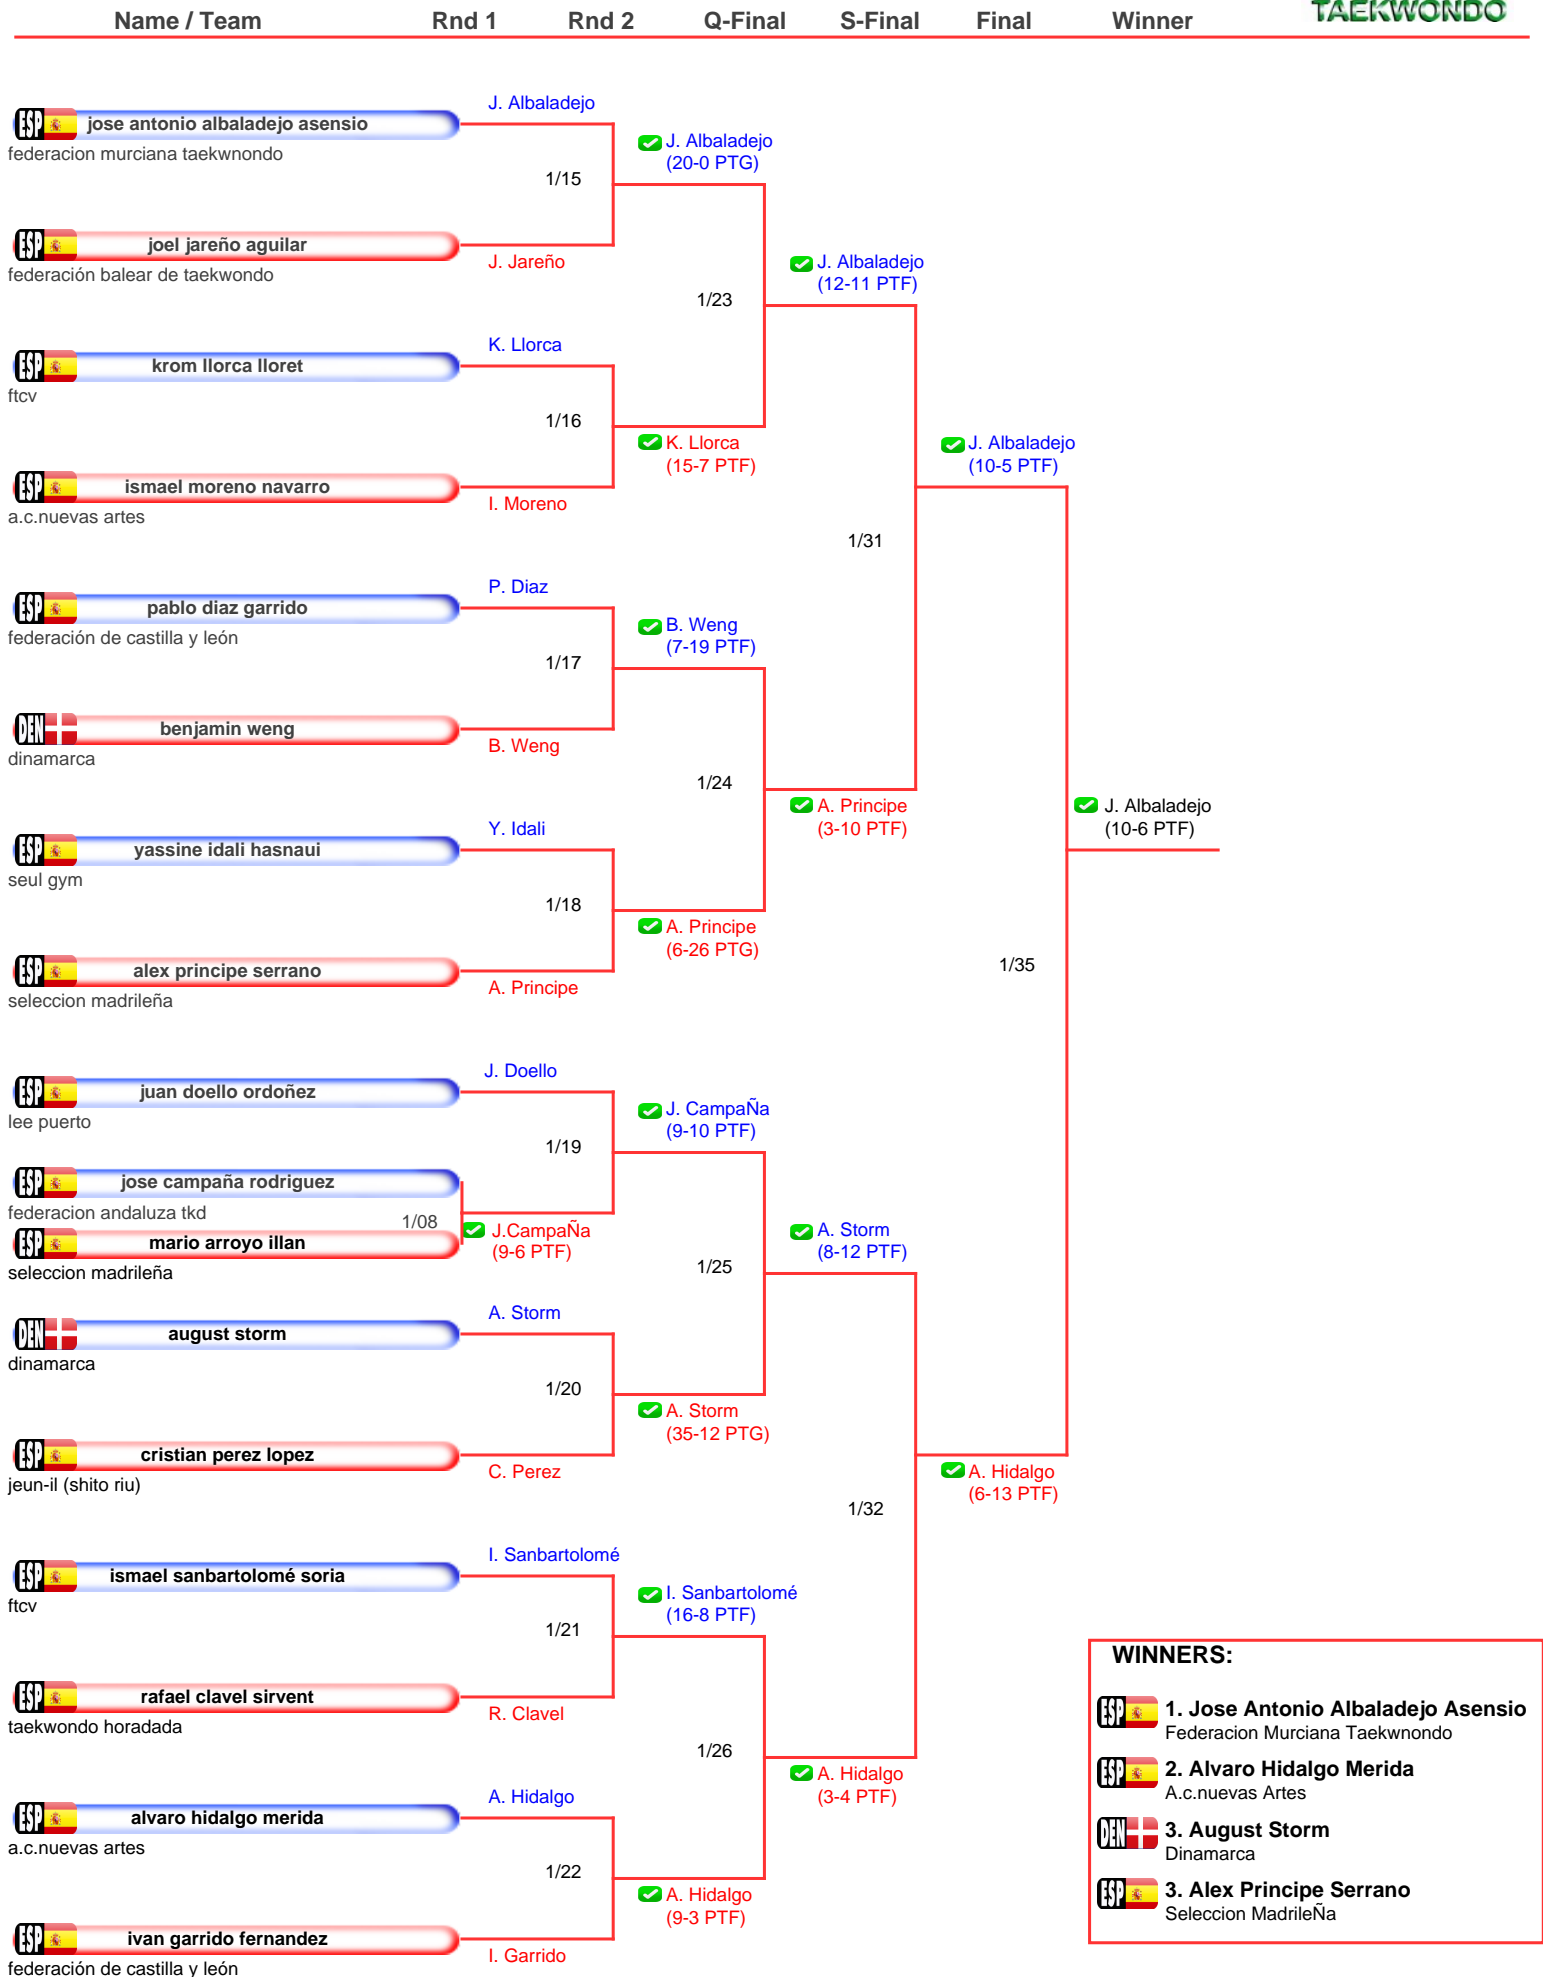 TAEKWONDO
Name / Team Rnd 1 Rnd 2 Q-Final S-Final Final Winner
J. Albaladejo
ESP jose antonio albaladejo asensio
federacion murciana taekwnondo
J. Albaladejo
(20-0 PTG)
1/15
ESP joel jareño aguilar
federación balear de taekwondo
J. Jareño
J. Albaladejo
(12-11 PTF)
1/23
K. Llorca
ESP krom llorca lloret
ftcv
1/16
K. Llorca
(15-7 PTF)
J. Albaladejo
(10-5 PTF)
ESP ismael moreno navarro
a.c.nuevas artes
I. Moreno
1/31
P. Diaz
ESP pablo diaz garrido
federación de castilla y león
B. Weng
(7-19 PTF)
1/17
DEN benjamin weng
dinamarca
B. Weng
1/24
A. Principe
(3-10 PTF)
J. Albaladejo
(10-6 PTF)
Y. Idali
ESP yassine idali hasnaui
seul gym
1/18
A. Principe
(6-26 PTG)
ESP alex principe serrano
seleccion madrileña
A. Principe
1/35
J. Doello
ESP juan doello ordoñez
lee puerto
J. CampaÑa
(9-10 PTF)
1/19
ESP jose campaña rodriguez
federacion andaluza tkd
1/08
J.CampaÑa
(9-6 PTF)
ESP mario arroyo illan
seleccion madrileña
A. Storm
(8-12 PTF)
1/25
A. Storm
DEN august storm
dinamarca
1/20
A. Storm
(35-12 PTG)
ESP cristian perez lopez
jeun-il (shito riu)
C. Perez
A. Hidalgo
(6-13 PTF)
1/32
I. Sanbartolomé
ESP ismael sanbartolomé soria
ftcv
I. Sanbartolomé
(16-8 PTF)
1/21
ESP rafael clavel sirvent
taekwondo horadada
R. Clavel
1/26
A. Hidalgo
(3-4 PTF)
A. Hidalgo
ESP alvaro hidalgo merida
a.c.nuevas artes
1/22
A. Hidalgo
(9-3 PTF)
ESP ivan garrido fernandez
federación de castilla y león
I. Garrido
WINNERS:
ESP 1. Jose Antonio Albaladejo Asensio
Federacion Murciana Taekwnondo
ESP 2. Alvaro Hidalgo Merida
A.c.nuevas Artes
DEN 3. August Storm
Dinamarca
ESP 3. Alex Principe Serrano
Seleccion MadrileÑa